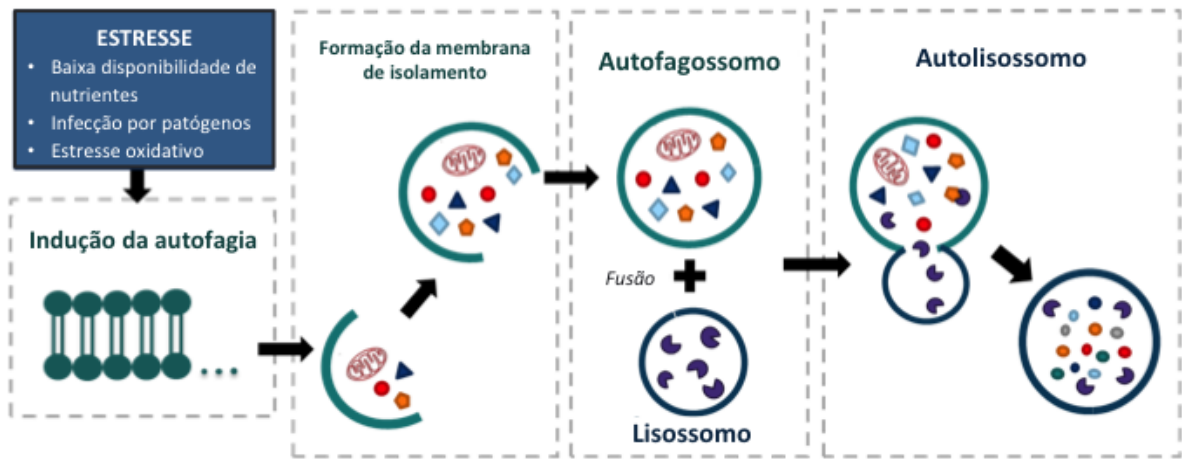 ESTRESSE
• Baixa disponibilidade de
nutrientes
• Infecção por patógenos
• Estresse oxidativo
Indução da autofagia
...
Formação da membrana
de isolamento
Autofagossomo
Fusão
+
Lisossomo
Autolisossomo